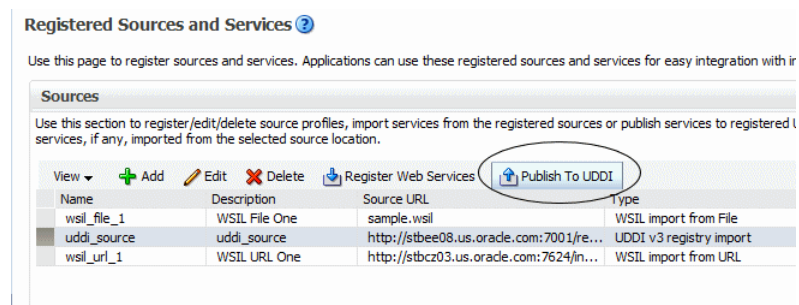 Registered Sources and Services ?
Use this page to register sources and services. Applications can use these registered sources and services for easy integration with
Sources
Use this section to register/edit/delete source profiles, import services from the registered sources or publish services to registered
services, if any, imported from the selected source location.
View Add Edit Delete Register Web Services Publish To UDDI
Name Description Source URL Type
wsil_file_1 WSIL File One sample.wsil WSIL import from File
uddi_source uddi_source http://stbee08.us.oracle.com:7001/re... UDDI v3 registry import
wsil_url_1 WSIL URL One http://stbcz03.us.oracle.com:7624/in... WSIL import from URL